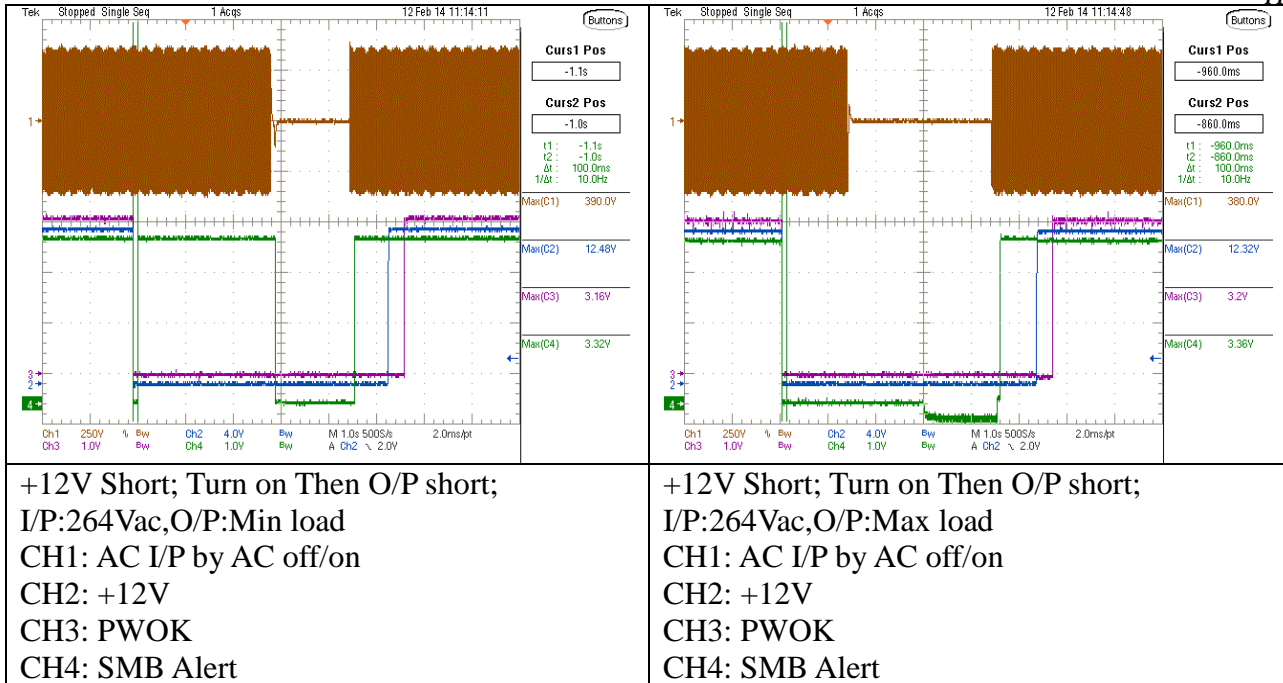 Tek Stopped Single Seq 1 Acqs 12 Feb 14 11:14:11
Buttons
Curs1 Pos
-1.1s
Curs2 Pos
-1.0s
t1 : -1.1s
t2 : -1.0s
Δt : 100.0ms
1/Δt : 10.0Hz
Max(C1) 390.0V
Max(C2) 12.48V
Max(C3) 3.16V
Max(C4) 3.32V
1
3
2
4
Ch1 250V Bw Ch2 4.0V Bw M 1.0s 500S/s 2.0ms/pt
Ch3 1.0V Bw Ch4 1.0V Bw A Ch2 2.0V
Tek Stopped Single Seq 1 Acqs 12 Feb 14 11:14:48
Buttons
Curs1 Pos
-960.0ms
Curs2 Pos
-860.0ms
t1 : -960.0ms
t2 : -860.0ms
Δt : 100.0ms
1/Δt : 10.0Hz
Max(C1) 380.0V
Max(C2) 12.32V
Max(C3) 3.2V
Max(C4) 3.36V
1
3
2
4
Ch1 250V Bw Ch2 4.0V Bw M 1.0s 500S/s 2.0ms/pt
Ch3 1.0V Bw Ch4 1.0V Bw A Ch2 2.0V
+12V Short; Turn on Then O/P short;
I/P:264Vac,O/P:Min load
CH1: AC I/P by AC off/on
CH2: +12V
CH3: PWOK
CH4: SMB Alert
+12V Short; Turn on Then O/P short;
I/P:264Vac,O/P:Max load
CH1: AC I/P by AC off/on
CH2: +12V
CH3: PWOK
CH4: SMB Alert